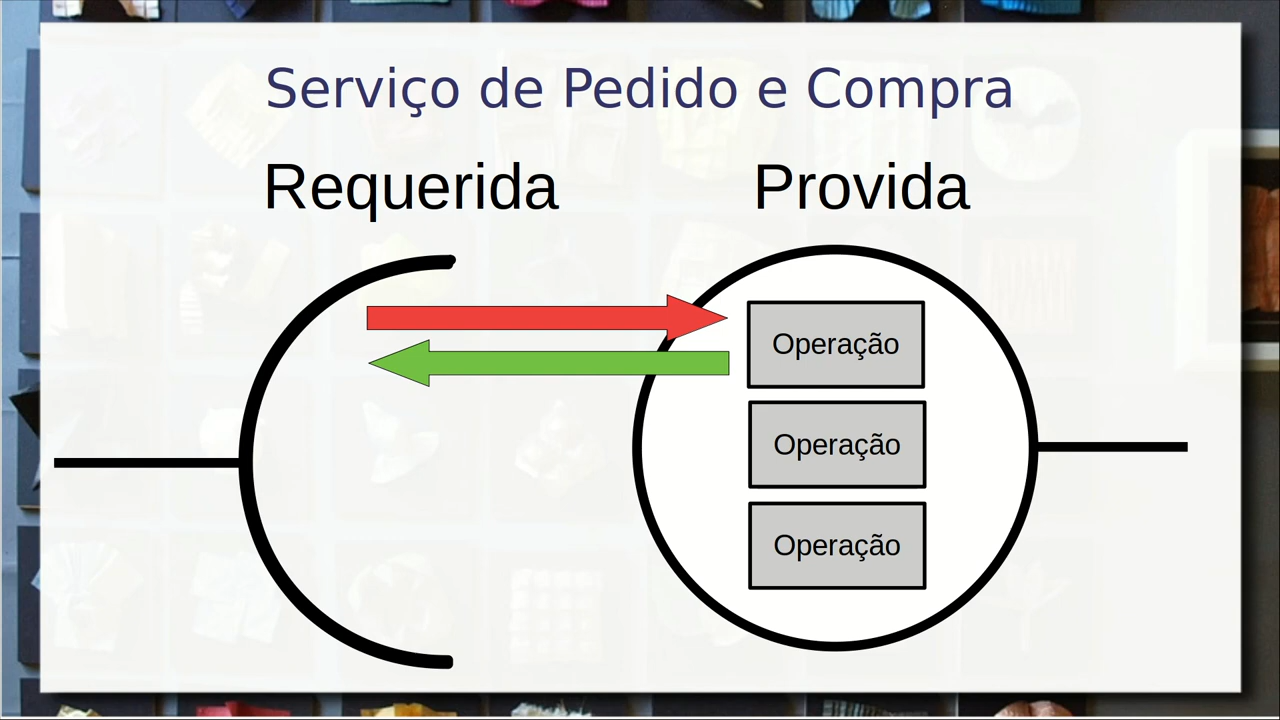 Serviço de Pedido e Compra
Requerida
Provida
Operação
Operação
Operação